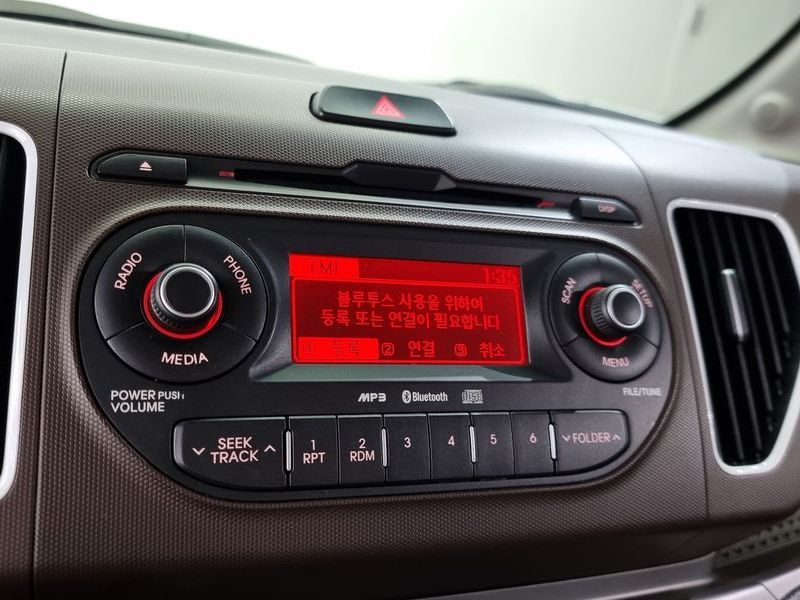 DISP
RADIO
PHONE
MEDIA
POWER PUSH
VOLUME
FM1
1:35
블루투스 사용을 위하여
등록 또는 연결이 필요합니다
1 등록 2 연결 3 취소
SCAN
SETUP
MENU
FILE/TUNE
MP3 Bluetooth
SEEK
TRACK
1
RPT
2
RDM
3
4
5
6
FOLDER